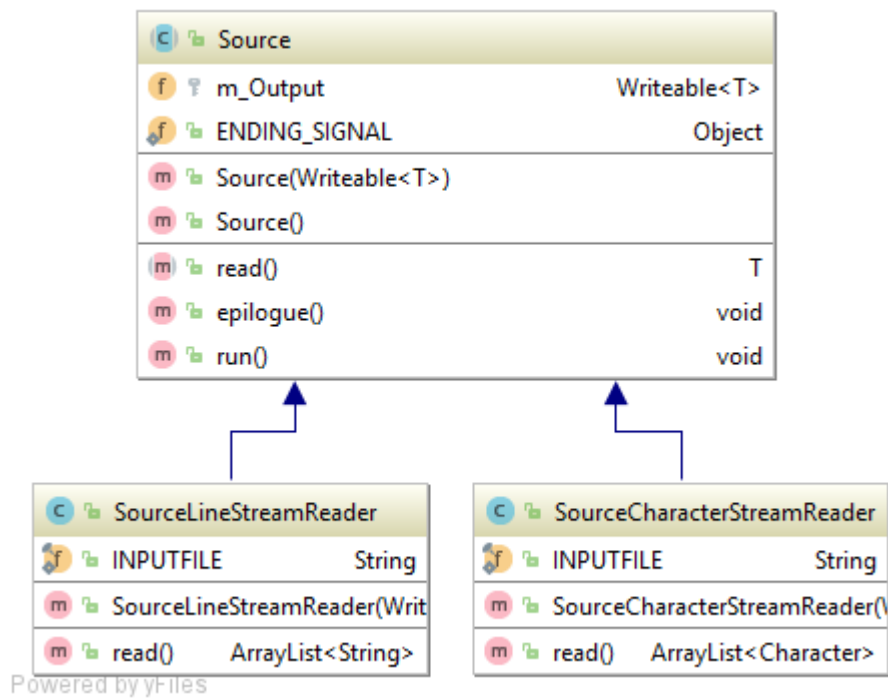 Source
m_Output Writeable<T>
ENDING_SIGNAL Object
Source(Writeable<T>)
Source()
read() T
epilogue() void
run() void
SourceLineStreamReader
INPUTFILE String
SourceLineStreamReader(Writ
read() ArrayList<String>
SourceCharacterStreamReader
INPUTFILE String
SourceCharacterStreamReader(W
read() ArrayList<Character>
Powered by yFiles